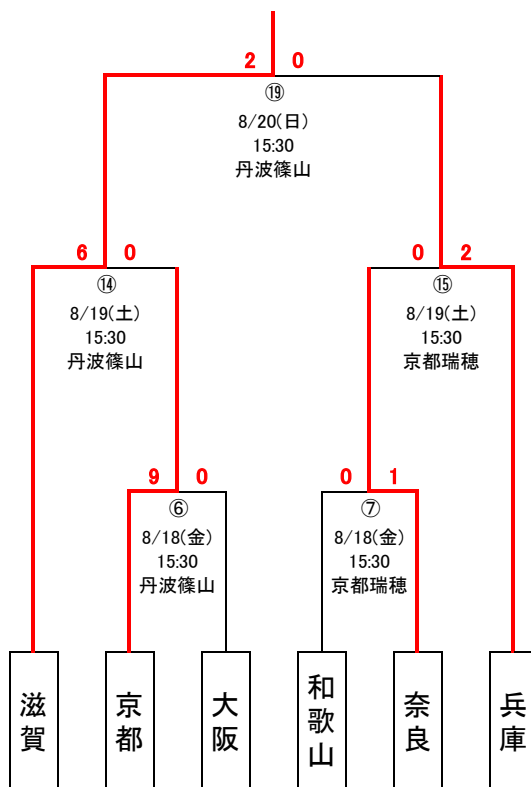 2 0
⑲
8/20(日)
15:30
丹波篠山
6 0
⑭
8/19(土)
15:30
丹波篠山
0 2
⑮
8/19(土)
15:30
京都瑞穂
9 0
⑥
8/18(金)
15:30
丹波篠山
0 1
⑦
8/18(金)
15:30
京都瑞穂
滋賀
京都
大阪
和歌山
奈良
兵庫